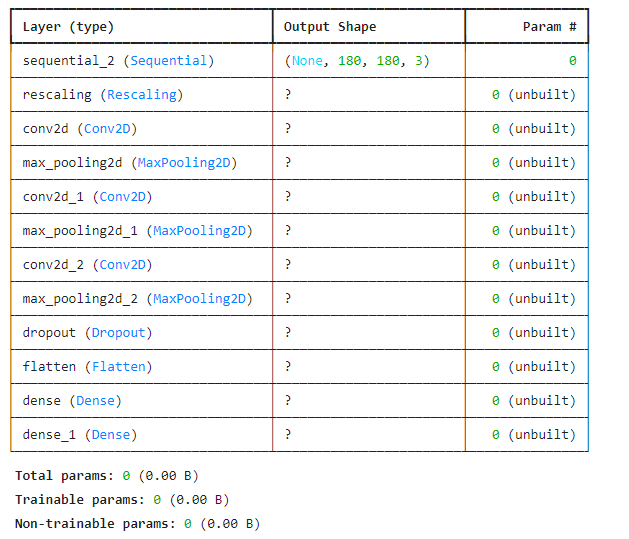 Layer (type) Output Shape Param #
sequential_2 (Sequential) (None, 180, 180, 3) 0
rescaling (Rescaling) ? 0 (unbuilt)
conv2d (Conv2D) ? 0 (unbuilt)
max_pooling2d (MaxPooling2D) ? 0 (unbuilt)
conv2d_1 (Conv2D) ? 0 (unbuilt)
max_pooling2d_1 (MaxPooling2D) ? 0 (unbuilt)
conv2d_2 (Conv2D) ? 0 (unbuilt)
max_pooling2d_2 (MaxPooling2D) ? 0 (unbuilt)
dropout (Dropout) ? 0 (unbuilt)
flatten (Flatten) ? 0 (unbuilt)
dense (Dense) ? 0 (unbuilt)
dense_1 (Dense) ? 0 (unbuilt)
Total params: 0 (0.00 B)
Trainable params: 0 (0.00 B)
Non-trainable params: 0 (0.00 B)